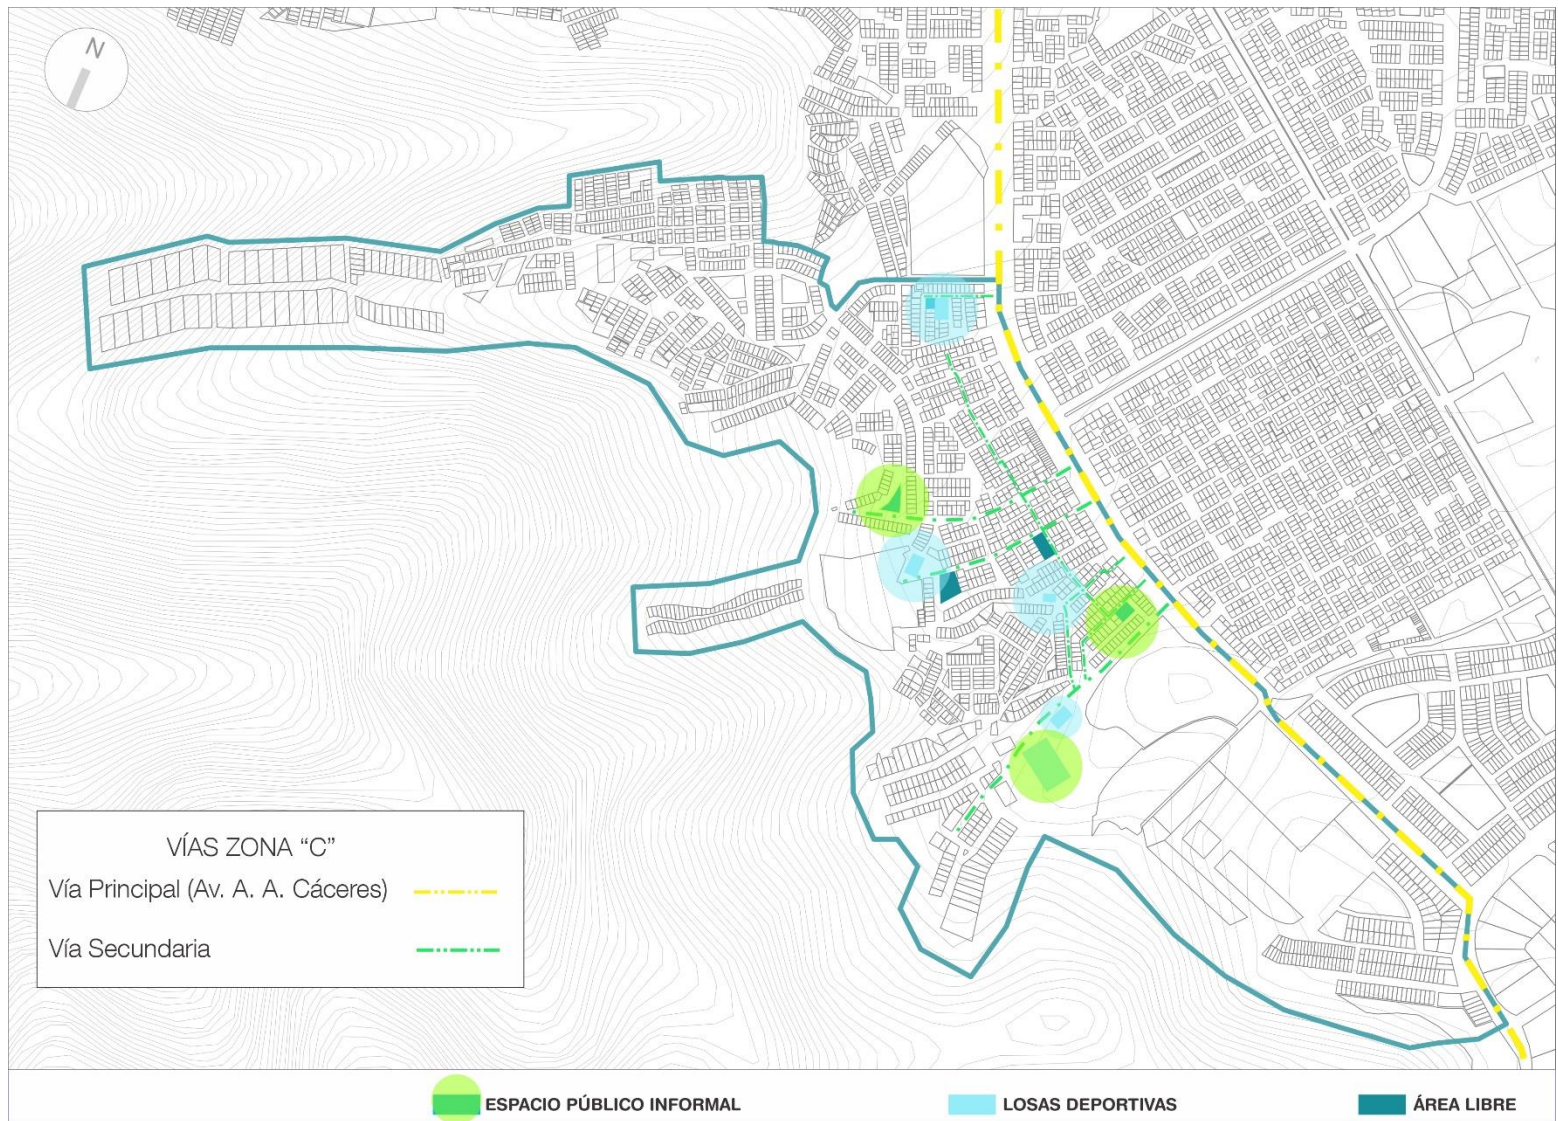 N
VÍAS ZONA “C”
Vía Principal (Av. A. A. Cáceres)
Vía Secundaria
ESPACIO PÚBLICO INFORMAL
LOSAS DEPORTIVAS
ÁREA LIBRE